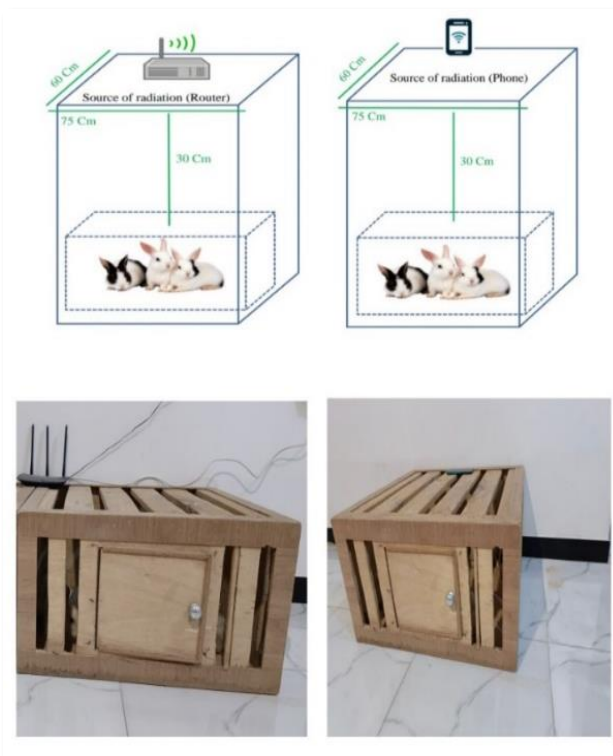 60 Cm
Source of radiation (Router)
75 Cm
30 Cm
60 Cm
Source of radiation (Phone)
75 Cm
30 Cm